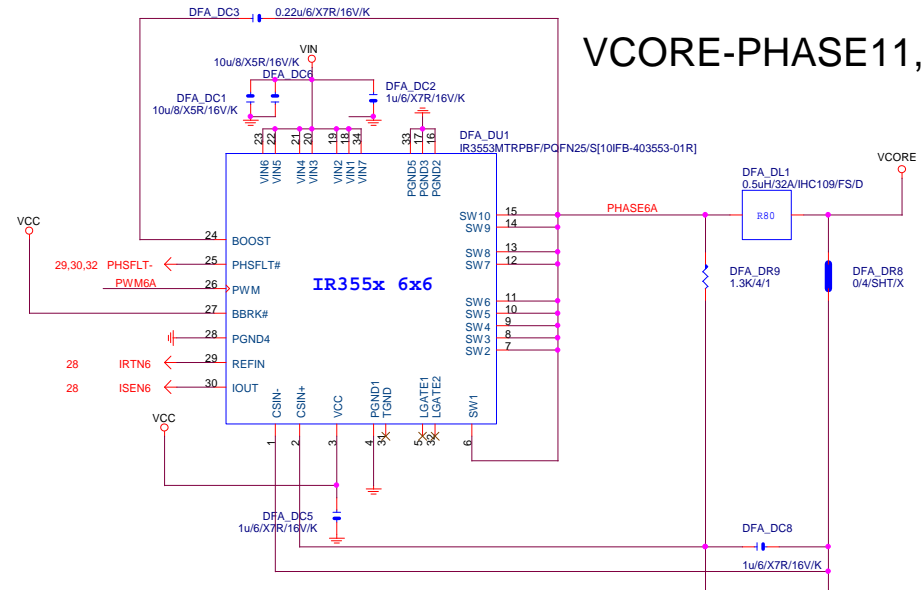 DFA_DC3
0.22u/6/X7R/16V/K
VCORE-PHASE11,
VIN
10u/8/X5R/16V/K
DFA_DC6
DFA_DC1
10u/8/X5R/16V/K
DFA_DC2
1u/6/X7R/16V/K
DFA_DU1
IR3553MTRPBF/PQFN25/S[10IFB-403553-01R]
23 22 21 20 19 18 34 33 17 16
VIN6 VIN5 VIN4 VIN3 VIN2 VIN1 VIN7 PGND5 PGND3 PGND2
VCORE
DFA_DL1
0.5uH/32A/IHC109/FS/D
R80
PHASE6A
VCC
24 BOOST
29,30,32 PHSFLT- 25 PHSFLT#
PWM6A 26 PWM
27 BBRK#
28 PGND4
28 IRTN6 29 REFIN
28 ISEN6 30 IOUT
IR355x 6x6
SW10 15
SW9 14
SW8 13
SW7 12
SW6 11
SW5 10
SW4 9
SW3 8
SW2 7
DFA_DR9
1.3K/4/1
DFA_DR8
0/4/SHT/X
CSIN- CSIN+ VCC PGND1 TGND LGATE1 LGATE2 SW1
1 2 3 4 31 5 32 6
VCC
DFA_DC5
1u/6/X7R/16V/K
DFA_DC8
1u/6/X7R/16V/K